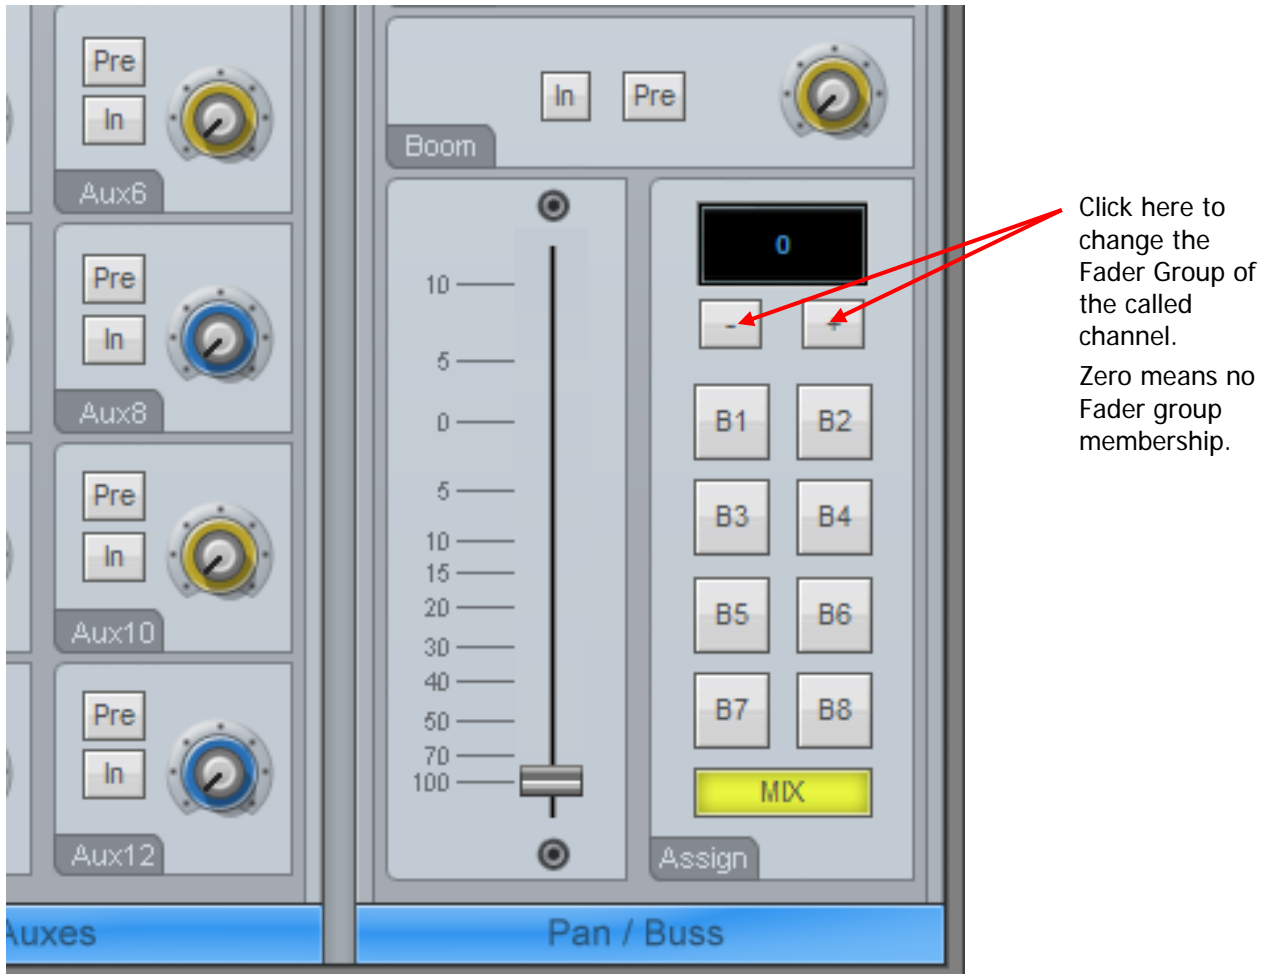 Pre
In
Aux6
Pre
In
Aux8
Pre
In
Aux10
Pre
In
Aux12
Auxes
In Pre
Boom
10
5
0
5
10
15
20
30
40
50
70
100
0
- +
B1 B2
B3 B4
B5 B6
B7 B8
MIX
Assign
Pan / Buss
Click here to
change the
Fader Group of
the called
channel.
Zero means no
Fader group
membership.